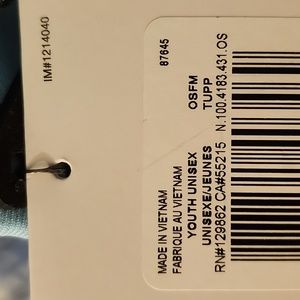 IM#1214040
87645
OSFM
TUPP
N.100.4183.431.OS
MADE IN VIETNAM
FABRIQUE AU VIETNAM
YOUTH UNISEX
UNISEXE/JEUNES
RN#129862 CA#55215